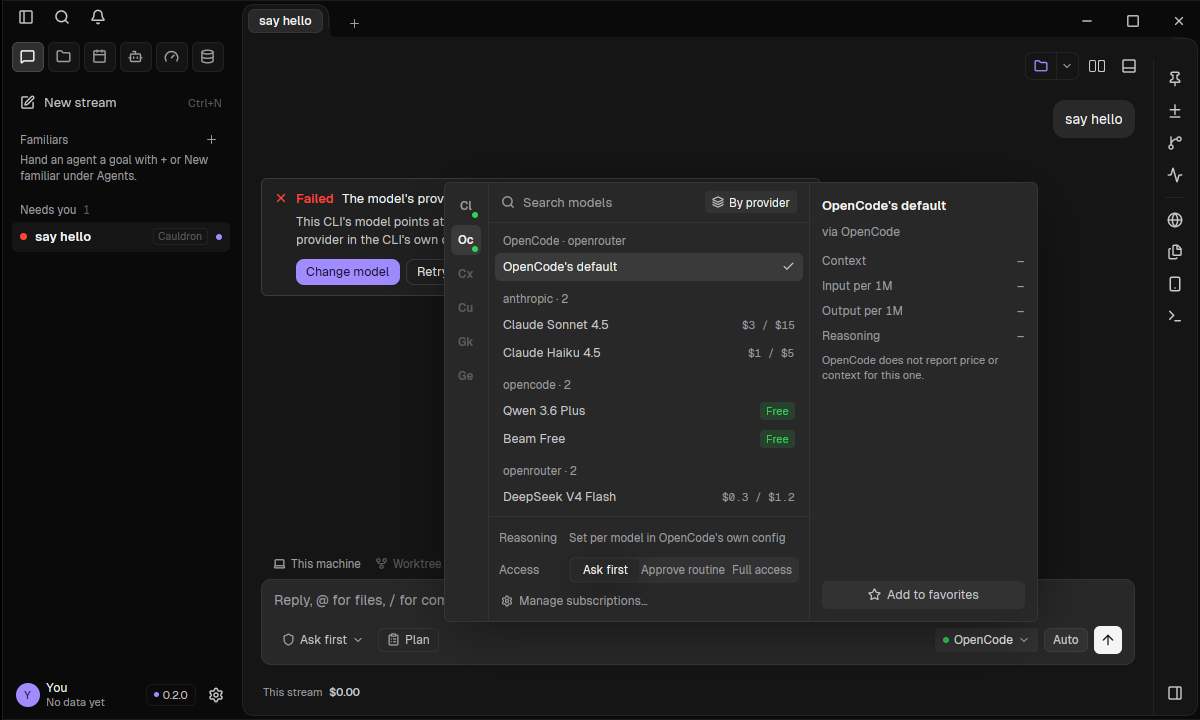 say hello
New stream
Ctrl+N
Familiars
Hand an agent a goal with + or New
familiar under Agents.
Needs you 1
say hello
Cauldron
You
No data yet
0.2.0
Y
say hello
Failed The model's prov
This CLI's model points at
provider in the CLI's own
Change model
Retry
This machine
Worktree
Reply, @ for files, / for con
Ask first
Plan
OpenCode
Auto
This stream $0.00
Cl
Oc
Cx
Cu
Gk
Ge
Search models
By provider
OpenCode · openrouter
OpenCode's default
anthropic · 2
Claude Sonnet 4.5 $3 / $15
Claude Haiku 4.5 $1 / $5
opencode · 2
Qwen 3.6 Plus Free
Beam Free Free
openrouter · 2
DeepSeek V4 Flash $0.3 / $1.2
Reasoning Set per model in OpenCode's own config
Access Ask first Approve routine Full access
Manage subscriptions…
OpenCode's default
via OpenCode
Context –
Input per 1M –
Output per 1M –
Reasoning –
OpenCode does not report price or
context for this one.
Add to favorites